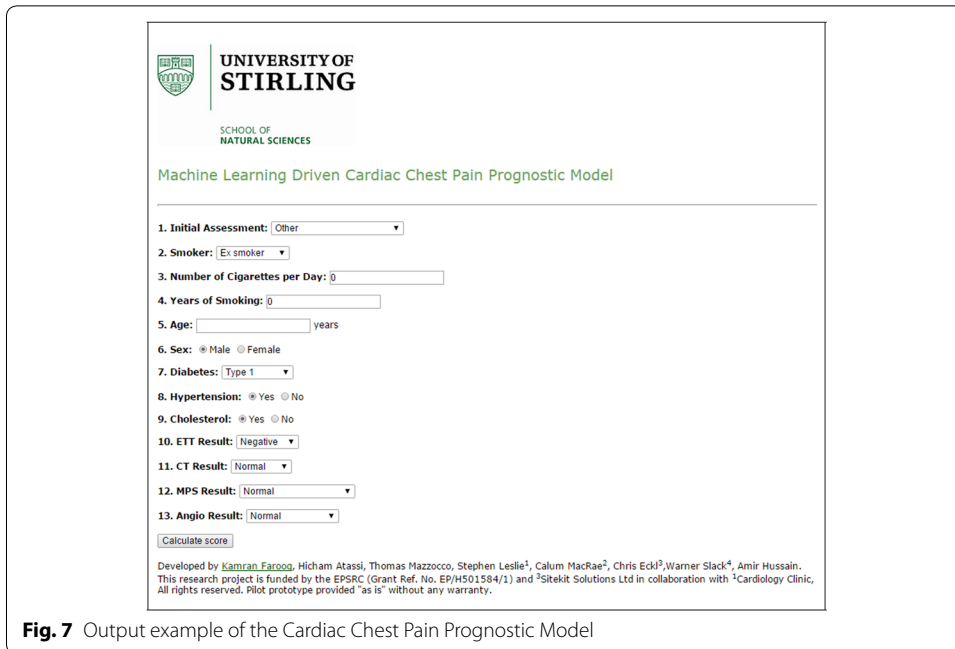 UNIVERSITY OF
STIRLING
SCHOOL OF
NATURAL SCIENCES
Machine Learning Driven Cardiac Chest Pain Prognostic Model
1. Initial Assessment: Other
2. Smoker: Ex smoker
3. Number of Cigarettes per Day: 0
4. Years of Smoking: 0
5. Age: years
6. Sex: Male Female
7. Diabetes: Type 1
8. Hypertension: Yes No
9. Cholesterol: Yes No
10. ETT Result: Negative
11. CT Result: Normal
12. MPS Result: Normal
13. Angio Result: Normal
Calculate score
Developed by Kamran Farooq, Hicham Atassi, Thomas Mazzocco, Stephen Leslie¹, Calum MacRae², Chris Eckl³,Warner Slack⁴, Amir Hussain.
This research project is funded by the EPSRC (Grant Ref. No. EP/H501584/1) and ³Sitekit Solutions Ltd in collaboration with ¹Cardiology Clinic,
All rights reserved. Pilot prototype provided "as is" without any warranty.
Fig. 7 Output example of the Cardiac Chest Pain Prognostic Model